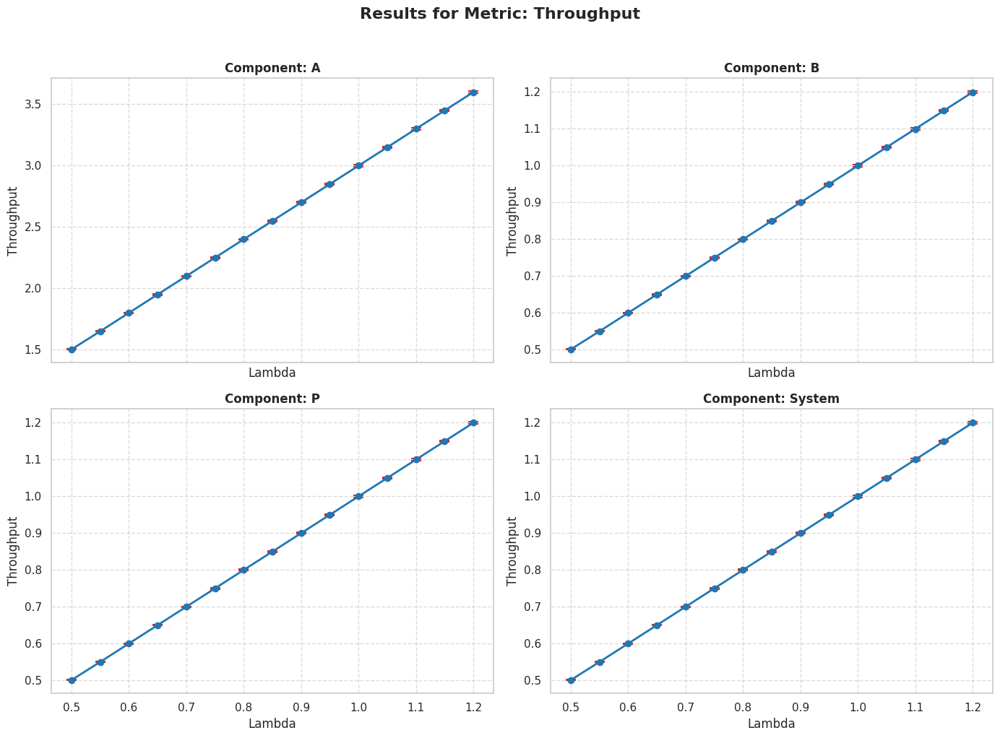 Results for Metric: Throughput
Component: A
Throughput
3.5
3.0
2.5
2.0
1.5
Lambda
Component: B
Throughput
1.2
1.1
1.0
0.9
0.8
0.7
0.6
0.5
Lambda
Component: P
Throughput
1.2
1.1
1.0
0.9
0.8
0.7
0.6
0.5
0.5 0.6 0.7 0.8 0.9 1.0 1.1 1.2
Lambda
Component: System
Throughput
1.2
1.1
1.0
0.9
0.8
0.7
0.6
0.5
0.5 0.6 0.7 0.8 0.9 1.0 1.1 1.2
Lambda